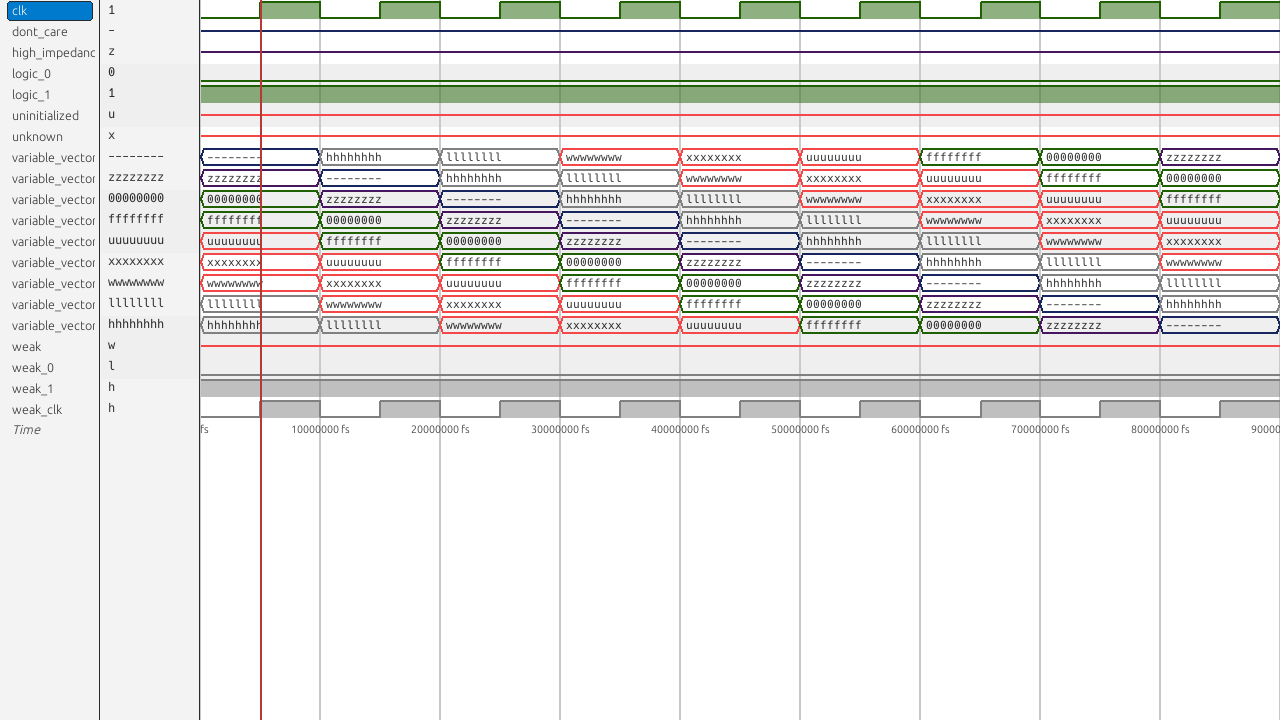 clk 1
dont_care –
high_impedanc z
logic_0 0
logic_1 1
uninitialized u
unknown x
variable_vector -------- -------- hhhhhhhh llllllll wwwwwwww xxxxxxxx uuuuuuuu ffffffff 00000000 zzzzzzzz
variable_vector zzzzzzzz zzzzzzzz -------- hhhhhhhh llllllll wwwwwwww xxxxxxxx uuuuuuuu ffffffff 00000000
variable_vector 00000000 00000000 zzzzzzzz -------- hhhhhhhh llllllll wwwwwwww xxxxxxxx uuuuuuuu ffffffff
variable_vector ffffffff ffffffff 00000000 zzzzzzzz -------- hhhhhhhh llllllll wwwwwwww xxxxxxxx uuuuuuuu
variable_vector uuuuuuuu uuuuuuuu ffffffff 00000000 zzzzzzzz -------- hhhhhhhh llllllll wwwwwwww xxxxxxxx
variable_vector xxxxxxxx xxxxxxxx uuuuuuuu ffffffff 00000000 zzzzzzzz -------- hhhhhhhh llllllll wwwwwwww
variable_vector wwwwwwww wwwwwwww xxxxxxxx uuuuuuuu ffffffff 00000000 zzzzzzzz -------- hhhhhhhh llllllll
variable_vector llllllll llllllll wwwwwwww xxxxxxxx uuuuuuuu ffffffff 00000000 zzzzzzzz -------- hhhhhhhh
variable_vector hhhhhhhh hhhhhhhh llllllll wwwwwwww xxxxxxxx uuuuuuuu ffffffff 00000000 zzzzzzzz --------
weak w
weak_0 l
weak_1 h
weak_clk h
Time fs 10000000 fs 20000000 fs 30000000 fs 40000000 fs 50000000 fs 60000000 fs 70000000 fs 80000000 fs 90000